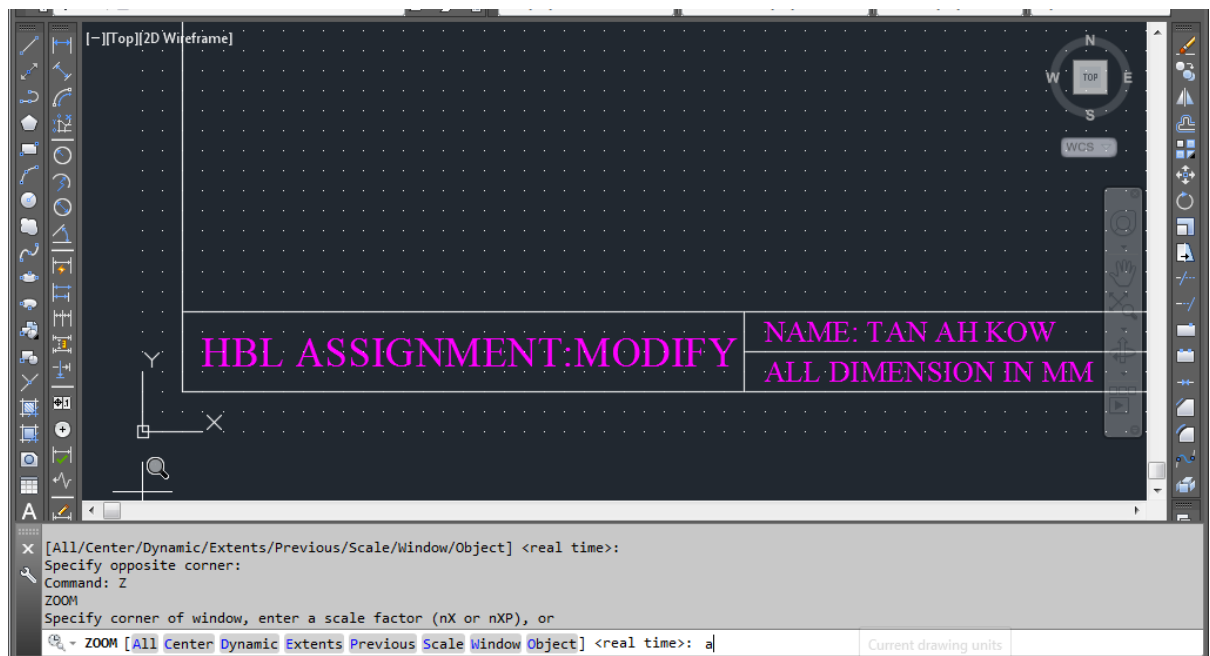 [−][Top][2D Wireframe]
N
W TOP E
S
WCS
HBL ASSIGNMENT:MODIFY
NAME: TAN AH KOW
ALL DIMENSION IN MM
Y
X
A
[All/Center/Dynamic/Extents/Previous/Scale/Window/Object] <real time>:
Specify opposite corner:
Command: Z
ZOOM
Specify corner of window, enter a scale factor (nX or nXP), or
ZOOM [All Center Dynamic Extents Previous Scale Window Object] <real time>: a
Current drawing units